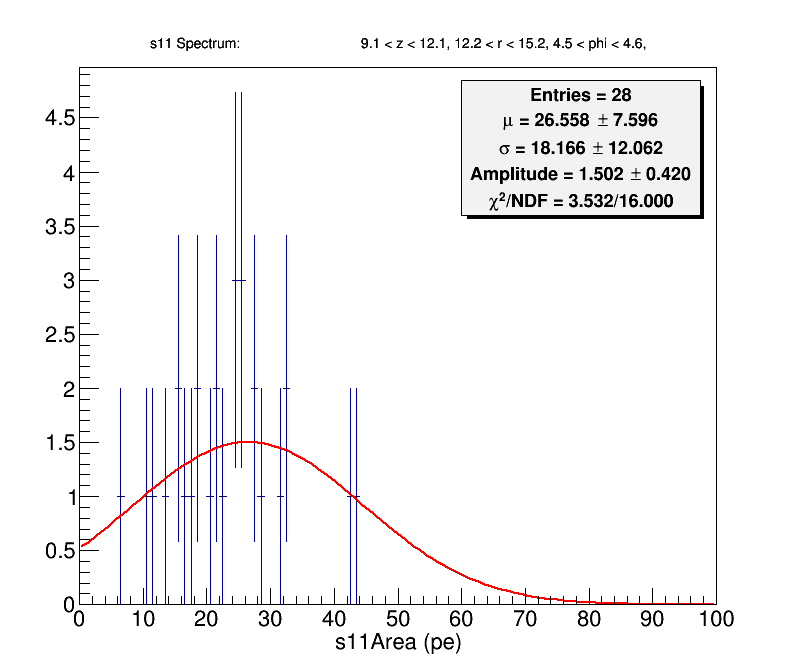 s11 Spectrum: 9.1 < z < 12.1, 12.2 < r < 15.2, 4.5 < phi < 4.6,
Entries = 28
μ = 26.558 ± 7.596
σ = 18.166 ± 12.062
Amplitude = 1.502 ± 0.420
χ²/NDF = 3.532/16.000
4.5
4
3.5
3
2.5
2
1.5
1
0.5
0
0 10 20 30 40 50 60 70 80 90 100
s11Area (pe)